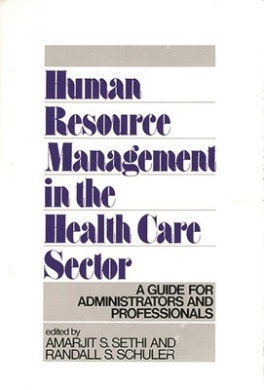 Human
Resource
Management
in the
Health Care
Sector
A GUIDE FOR
ADMINISTRATORS AND
PROFESSIONALS
edited by
AMARJIT S. SETHI AND
RANDALL S. SCHULER